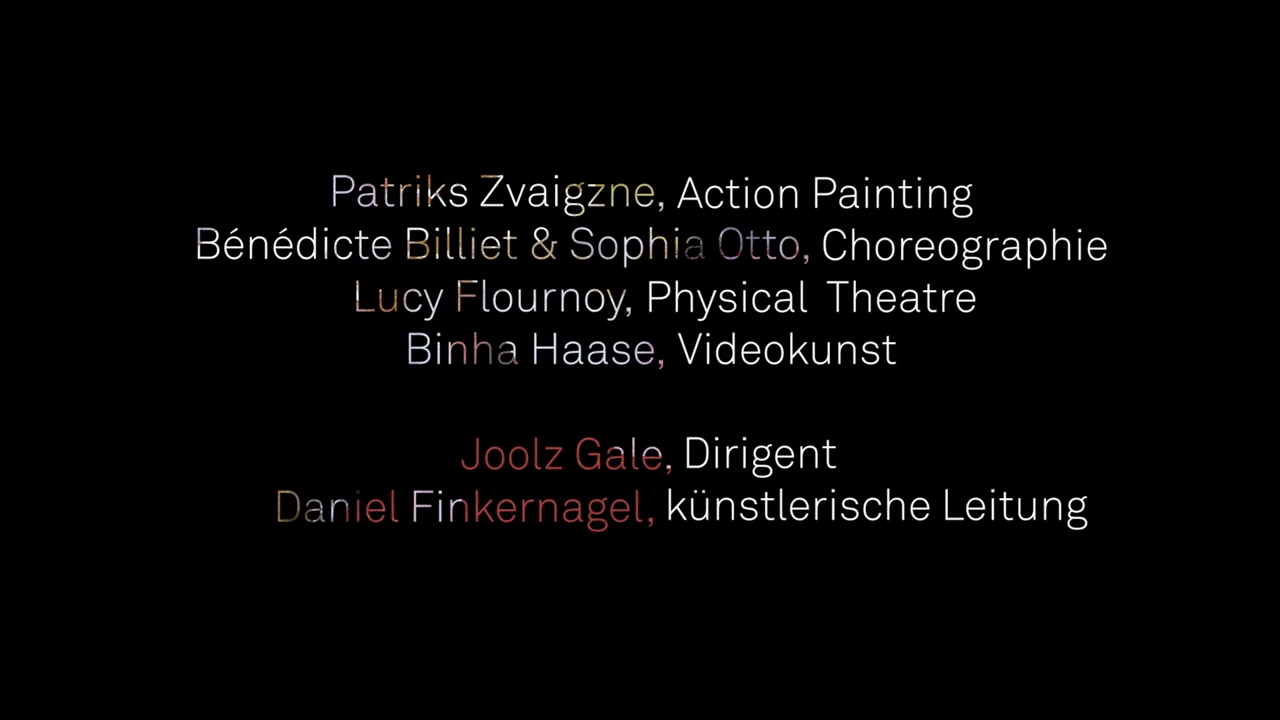 Patriks Zvaigzne, Action Painting
Bénédicte Billiet & Sophia Otto, Choreographie
Lucy Flournoy, Physical Theatre
Binha Haase, Videokunst
Joolz Gale, Dirigent
Daniel Finkernagel, künstlerische Leitung